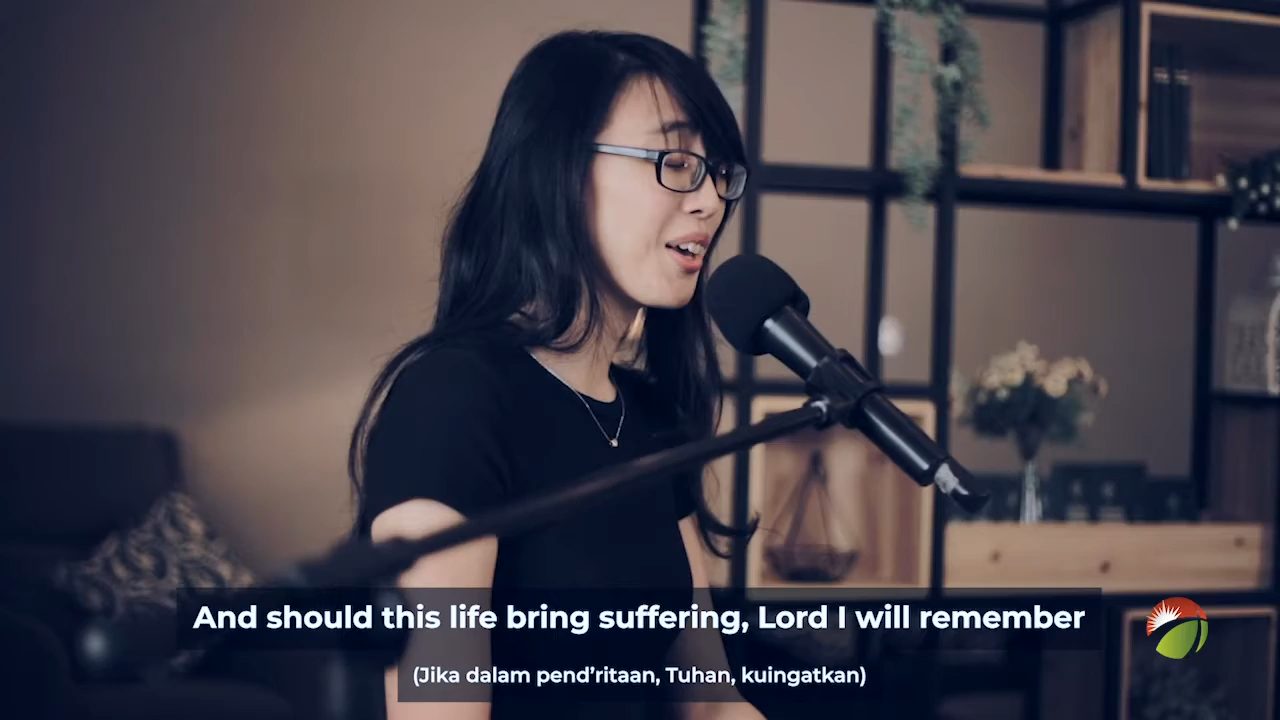 And should this life bring suffering, Lord I will remember
(Jika dalam pend’ritaan, Tuhan, kuingatkan)